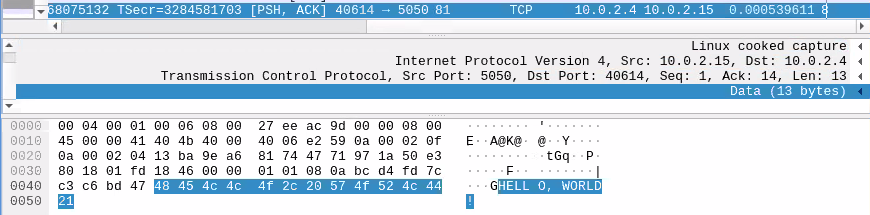 68075132 TSecr=3284581703 [PSH, ACK] 40614 → 5050 81 TCP 10.0.2.4 10.0.2.15 0.000539611 8
Linux cooked capture
Internet Protocol Version 4, Src: 10.0.2.15, Dst: 10.0.2.4
Transmission Control Protocol, Src Port: 5050, Dst Port: 40614, Seq: 1, Ack: 14, Len: 13
Data (13 bytes)
0000 00 04 00 01 00 06 08 00 27 ee ac 9d 00 00 08 00 ········ '·······
0010 45 00 00 41 40 4b 40 00 40 06 e2 59 0a 00 02 0f E··A@K@· @··Y····
0020 0a 00 02 04 13 ba 9e a6 81 74 47 71 97 1a 50 e3 ········ ·tGq··P·
0030 80 18 01 fd 18 46 00 00 01 01 08 0a bc d4 fd 7c ·····F·· ·······|
0040 c3 c6 bd 47 48 45 4c 4c 4f 2c 20 57 4f 52 4c 44 ···GHELL O, WORLD
0050 21 !